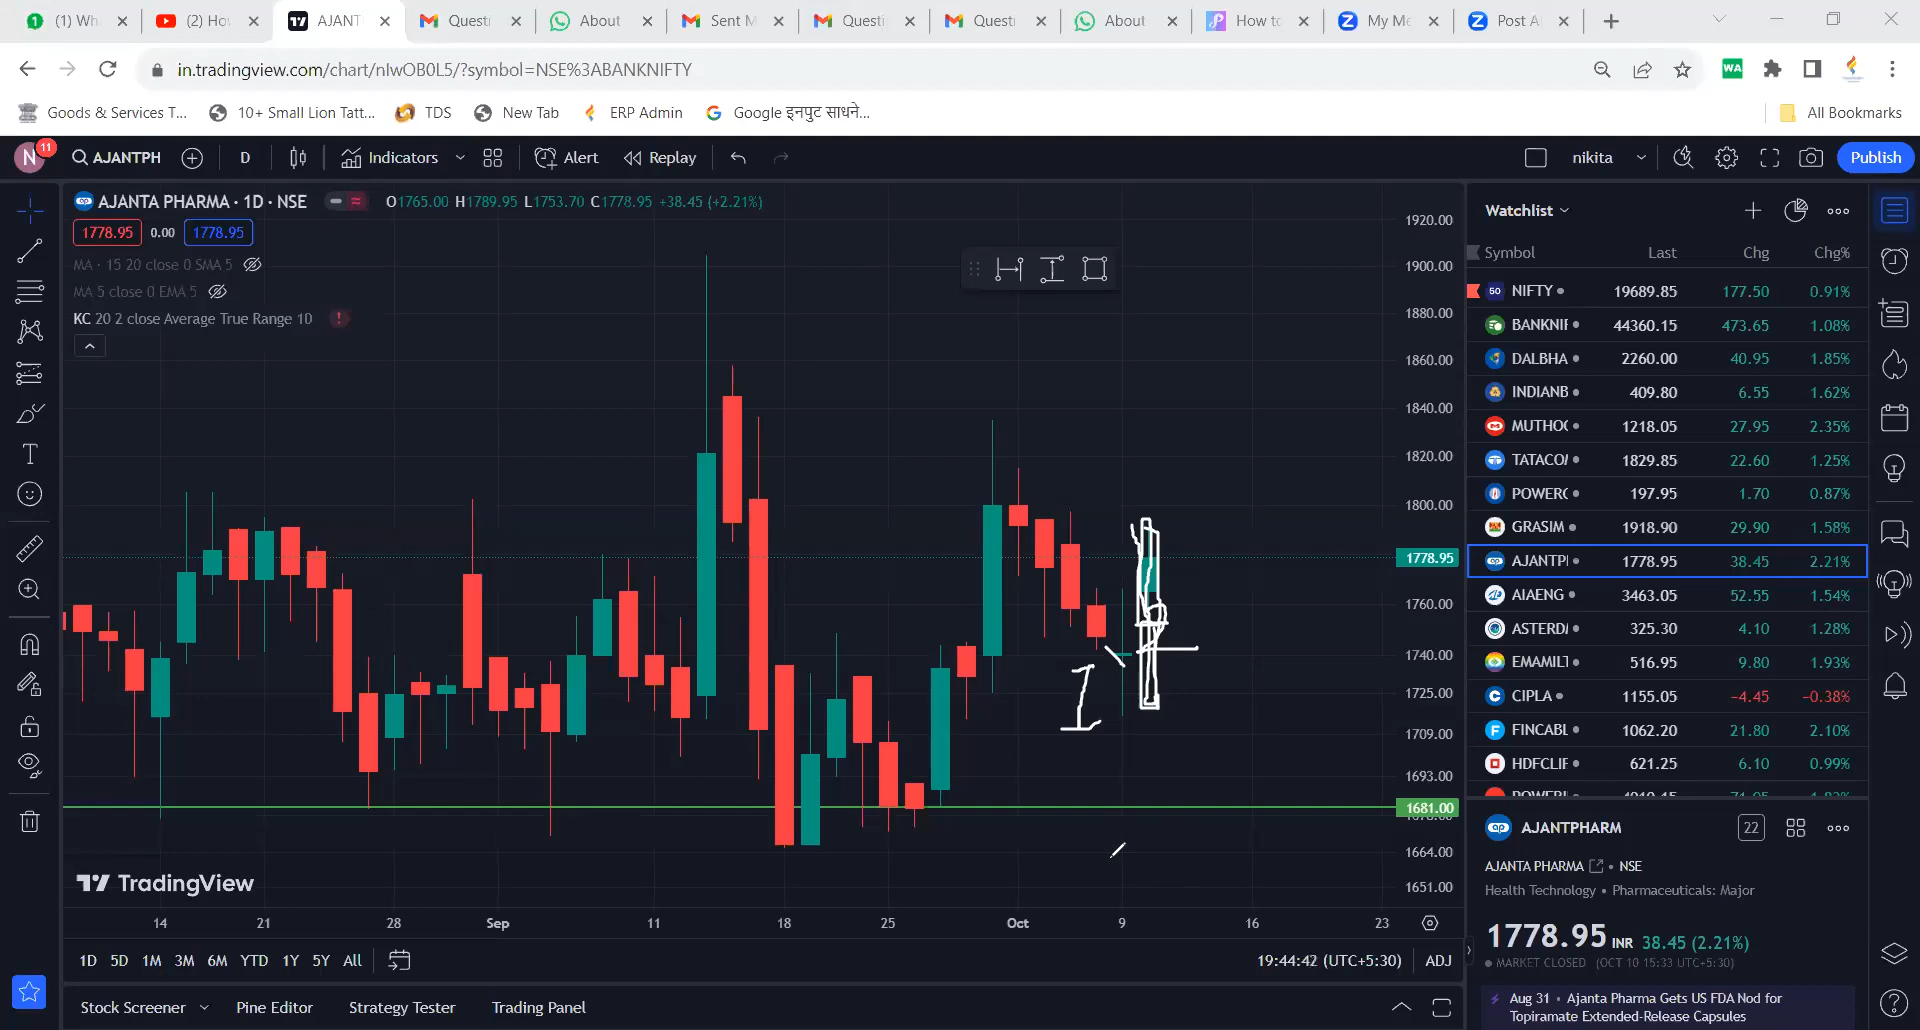 (1) Wh
(2) Hov
AJANT
Questi
About
Sent M
Questi
Questi
About
How to
My Me
Post A
in.tradingview.com/chart/nIwOB0L5/?symbol=NSE%3ABANKNIFTY
WA
Goods & Services T...
10+ Small Lion Tatt...
TDS
New Tab
ERP Admin
Google इनपुट साधने...
All Bookmarks
N
11
AJANTPH
D
Indicators
Alert
Replay
nikita
Publish
AJANTA PHARMA · 1D · NSE
O1765.00 H1789.95 L1753.70 C1778.95 +38.45 (+2.21%)
1778.95 0.00 1778.95
MA · 15 20 close 0 SMA 5
MA 5 close 0 EMA 5
KC 20 2 close Average True Range 10
1920.00
1900.00
1880.00
1860.00
1840.00
1820.00
1800.00
1778.95
1760.00
1740.00
1725.00
1709.00
1693.00
1681.00
1664.00
1651.00
I
TradingView
14 21 28 Sep 11 18 25 Oct 9 16 23
1D 5D 1M 3M 6M YTD 1Y 5Y All
19:44:42 (UTC+5:30) ADJ
Stock Screener
Pine Editor
Strategy Tester
Trading Panel
Watchlist
Symbol Last Chg Chg%
50 NIFTY 19689.85 177.50 0.91%
BANKNIF 44360.15 473.65 1.08%
DALBHA 2260.00 40.95 1.85%
INDIANB 409.80 6.55 1.62%
MUTHOO 1218.05 27.95 2.35%
TATACOM 1829.85 22.60 1.25%
POWERG 197.95 1.70 0.87%
GRASIM 1918.90 29.90 1.58%
AJANTPH 1778.95 38.45 2.21%
AIAENG 3463.05 52.55 1.54%
ASTERDM 325.30 4.10 1.28%
EMAMILT 516.95 9.80 1.93%
CIPLA 1155.05 −4.45 −0.38%
FINCABL 1062.20 21.80 2.10%
HDFCLIF 621.25 6.10 0.99%
AJANTPHARM
22
AJANTA PHARMA • NSE
Health Technology • Pharmaceuticals: Major
1778.95 INR 38.45 (2.21%)
MARKET CLOSED (OCT 10 15:33 UTC+5:30)
Aug 31 • Ajanta Pharma Gets US FDA Nod for
Topiramate Extended-Release Capsules